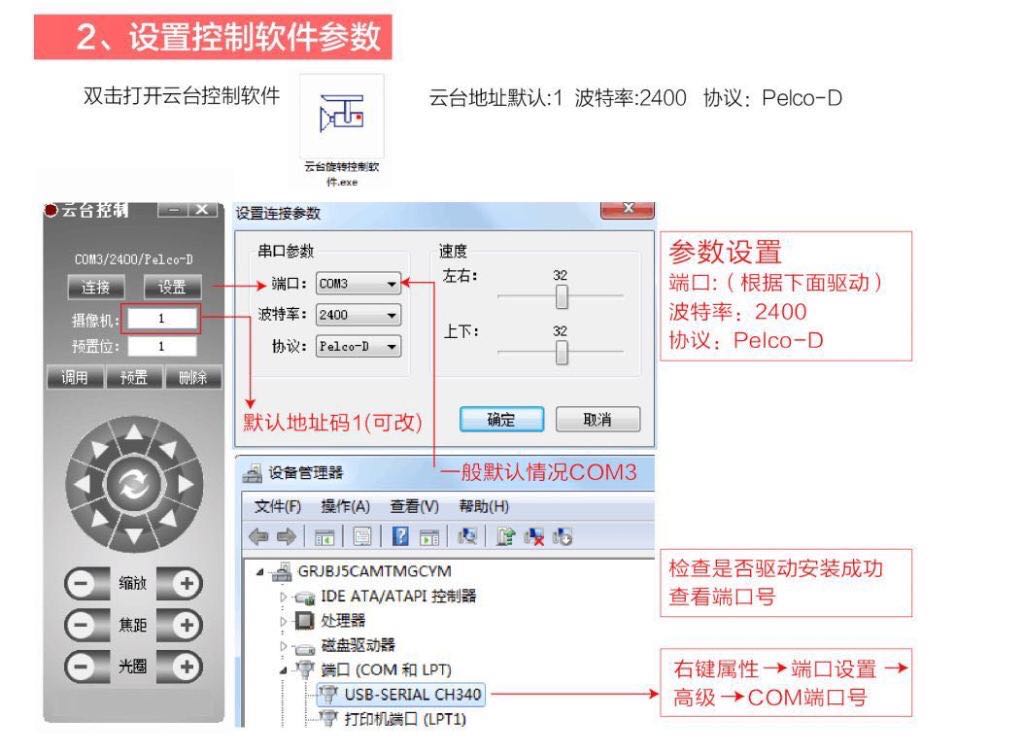 2、设置控制软件参数
双击打开云台控制软件
云台旋转控制软
件.exe
云台地址默认:1 波特率:2400 协议：Pelco-D
云台控制
COM3/2400/Pelco-D
连接 设置
摄像机: 1
预置位: 1
调用 预置 删除
缩放
焦距
光圈
设置连接参数
串口参数
端口： COM3
波特率： 2400
协议： Pelco-D
速度
左右： 32
上下： 32
确定 取消
默认地址码1(可改)
一般默认情况COM3
参数设置
端口:（根据下面驱动）
波特率：2400
协议：Pelco-D
设备管理器
文件(F) 操作(A) 查看(V) 帮助(H)
GRJBJ5CAMTMGCYM
IDE ATA/ATAPI 控制器
处理器
磁盘驱动器
端口 (COM 和 LPT)
USB-SERIAL CH340
打印机端口 (LPT1)
检查是否驱动安装成功
查看端口号
右键属性→端口设置→
高级→COM端口号